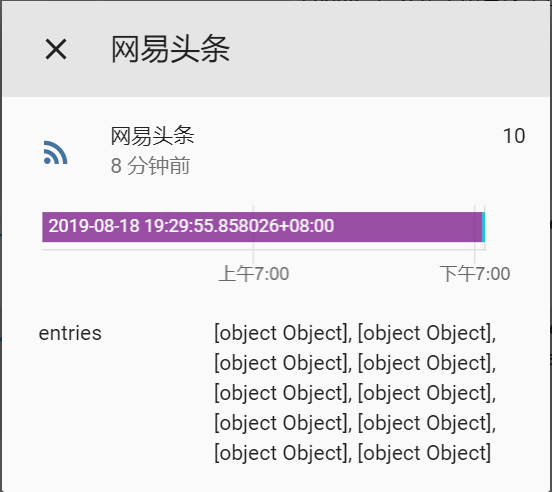 网易头条
网易头条
10
8 分钟前
2019-08-18 19:29:55.858026+08:00
上午7:00
下午7:00
entries
[object Object], [object Object],
[object Object], [object Object],
[object Object], [object Object],
[object Object], [object Object],
[object Object], [object Object]